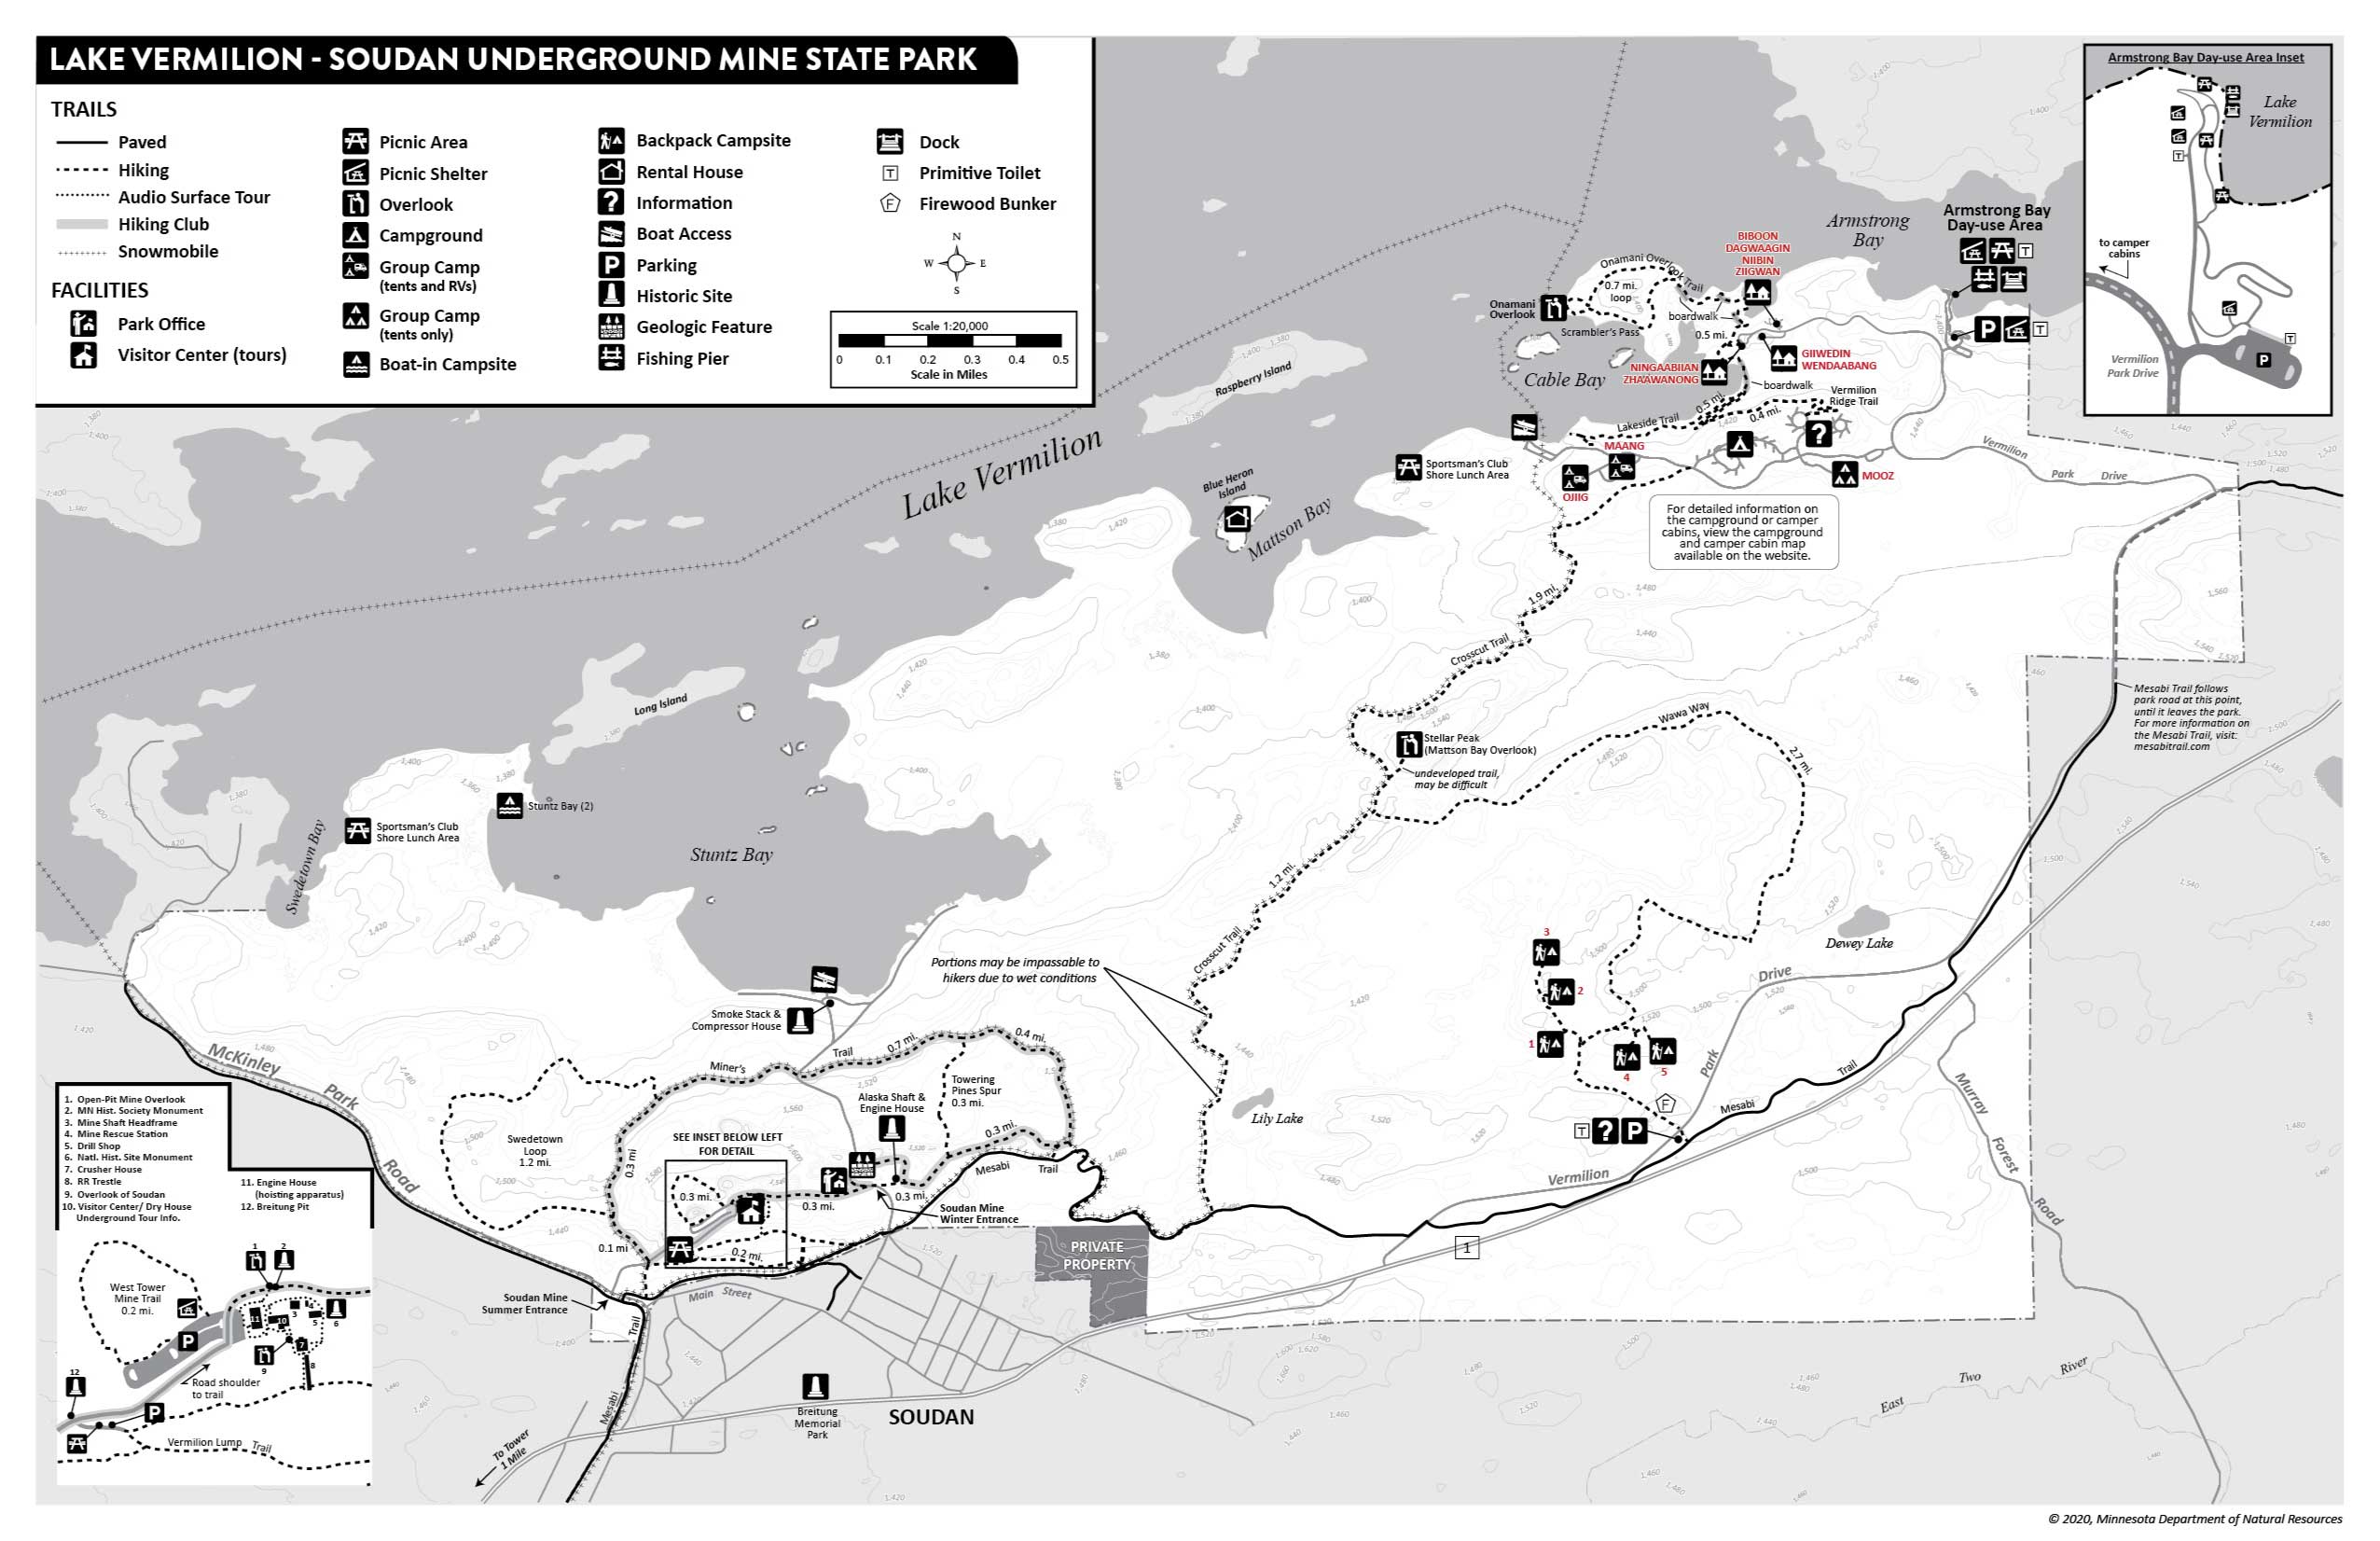 LAKE VERMILION - SOUDAN UNDERGROUND MINE STATE PARK
TRAILS
Paved
Hiking
Audio Surface Tour
Hiking Club
Snowmobile
FACILITIES
Park Office
Visitor Center (tours)
Picnic Area
Picnic Shelter
Overlook
Campground
Group Camp
(tents and RVs)
Group Camp
(tents only)
Boat-in Campsite
Backpack Campsite
Rental House
Information
Boat Access
Parking
Historic Site
Geologic Feature
Fishing Pier
Dock
Primitive Toilet
Firewood Bunker
N
W E
S
Scale 1:20,000
0 0.1 0.2 0.3 0.4 0.5
Scale in Miles
Armstrong Bay Day-use Area Inset
Lake
Vermilion
to camper
cabins
Vermilion
Park Drive
P
T
T
Armstrong
Bay
Armstrong Bay
Day-use Area
T
P
T
BIBOON
DAGWAAGIN
NIIBIN
ZIIGWAN
Onamani Overlook Trail
0.7 mi.
loop
Onamani
Overlook
Scrambler's Pass
boardwalk
0.5 mi.
GIIWEDIN
WENDAABANG
NINGAABIIAN
ZHAAWANONG
boardwalk
Cable Bay
Vermilion
Ridge Trail
0.5 mi.
0.4 mi.
Lakeside Trail
MAANG
OJIIG
MOOZ
Vermilion Park Drive
For detailed information on
the campground or camper
cabins, view the campground
and camper cabin map
available on the website.
Sportsman's Club
Shore Lunch Area
Raspberry Island
Lake Vermilion
Blue Heron
Island
Mattson Bay
1.9 mi.
Crosscut Trail
Wawa Way
2.7 mi.
Stellar Peak
(Mattson Bay Overlook)
undeveloped trail,
may be difficult
Mesabi Trail follows
park road at this point,
until it leaves the park.
For more information on
the Mesabi Trail, visit:
mesabitrail.com
Long Island
Stuntz Bay (2)
Sportsman's Club
Shore Lunch Area
Swedetown Bay
Stuntz Bay
1.2 mi.
Crosscut Trail
Portions may be impassable to
hikers due to wet conditions
Dewey Lake
3
2
1
4
5
F
T ? P
Park Drive
Vermilion
Mesabi Trail
Murray Forest Road
Lily Lake
Smoke Stack &
Compressor House
Miner's Trail
0.7 mi.
0.4 mi.
Towering
Pines Spur
0.3 mi.
Alaska Shaft &
Engine House
0.3 mi.
0.3 mi
Swedetown
Loop
1.2 mi.
SEE INSET BELOW LEFT
FOR DETAIL
0.3 mi.
0.3 mi.
0.3 mi.
0.2 mi.
0.1 mi
Mesabi Trail
Soudan Mine
Winter Entrance
Soudan Mine
Summer Entrance
McKinley Park Road
Main Street
PRIVATE
PROPERTY
1
Mesabi Trail
Breitung
Memorial
Park
SOUDAN
To Tower
1 Mile
East Two River
1. Open-Pit Mine Overlook
2. MN Hist. Society Monument
3. Mine Shaft Headframe
4. Mine Rescue Station
5. Drill Shop
6. Natl. Hist. Site Monument
7. Crusher House
8. RR Trestle
9. Overlook of Soudan
10. Visitor Center/ Dry House
Underground Tour Info.
11. Engine House
(hoisting apparatus)
12. Breitung Pit
West Tower
Mine Trail
0.2 mi.
1 2
3
4
5
6
7
8
9
10
11
12
P
P
Road shoulder
to trail
Vermilion Lump Trail
© 2020, Minnesota Department of Natural Resources